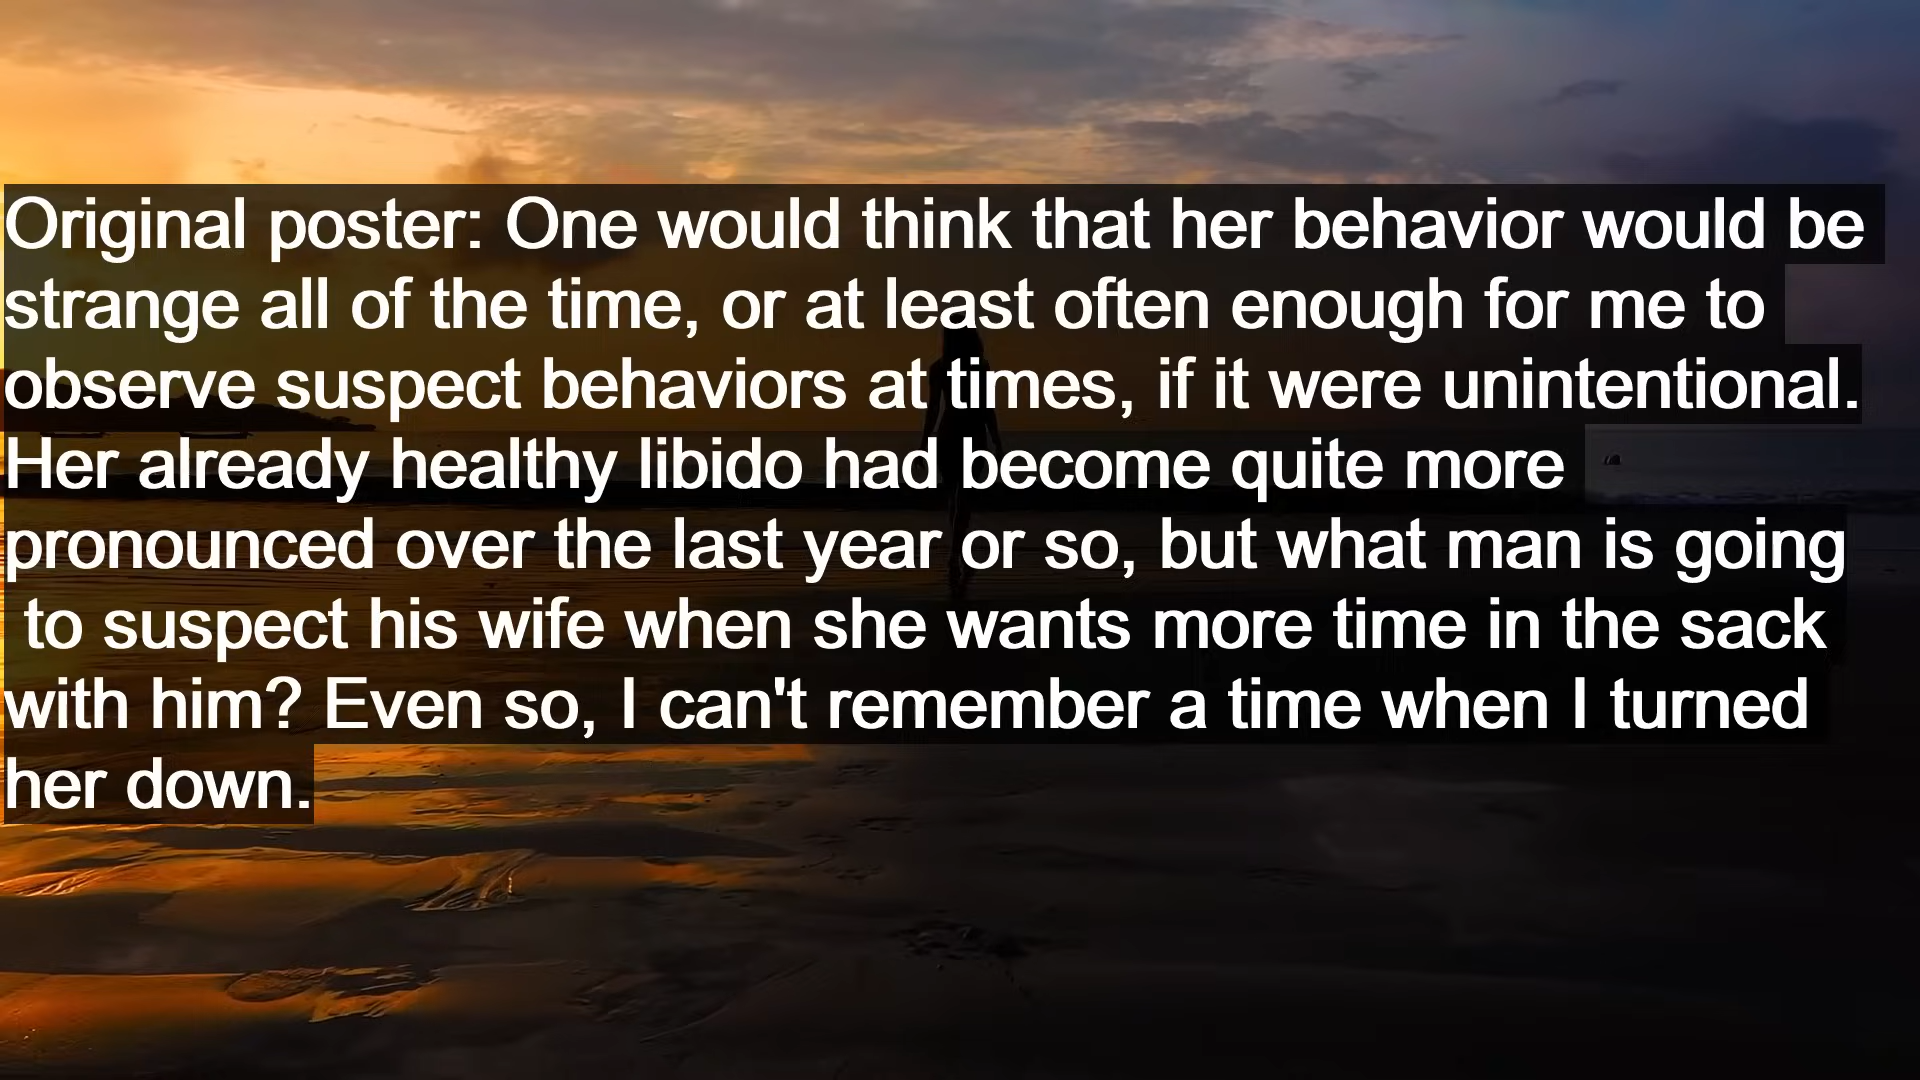 Original poster: One would think that her behavior would be
strange all of the time, or at least often enough for me to
observe suspect behaviors at times, if it were unintentional.
Her already healthy libido had become quite more
pronounced over the last year or so, but what man is going
to suspect his wife when she wants more time in the sack
with him? Even so, I can't remember a time when I turned
her down.